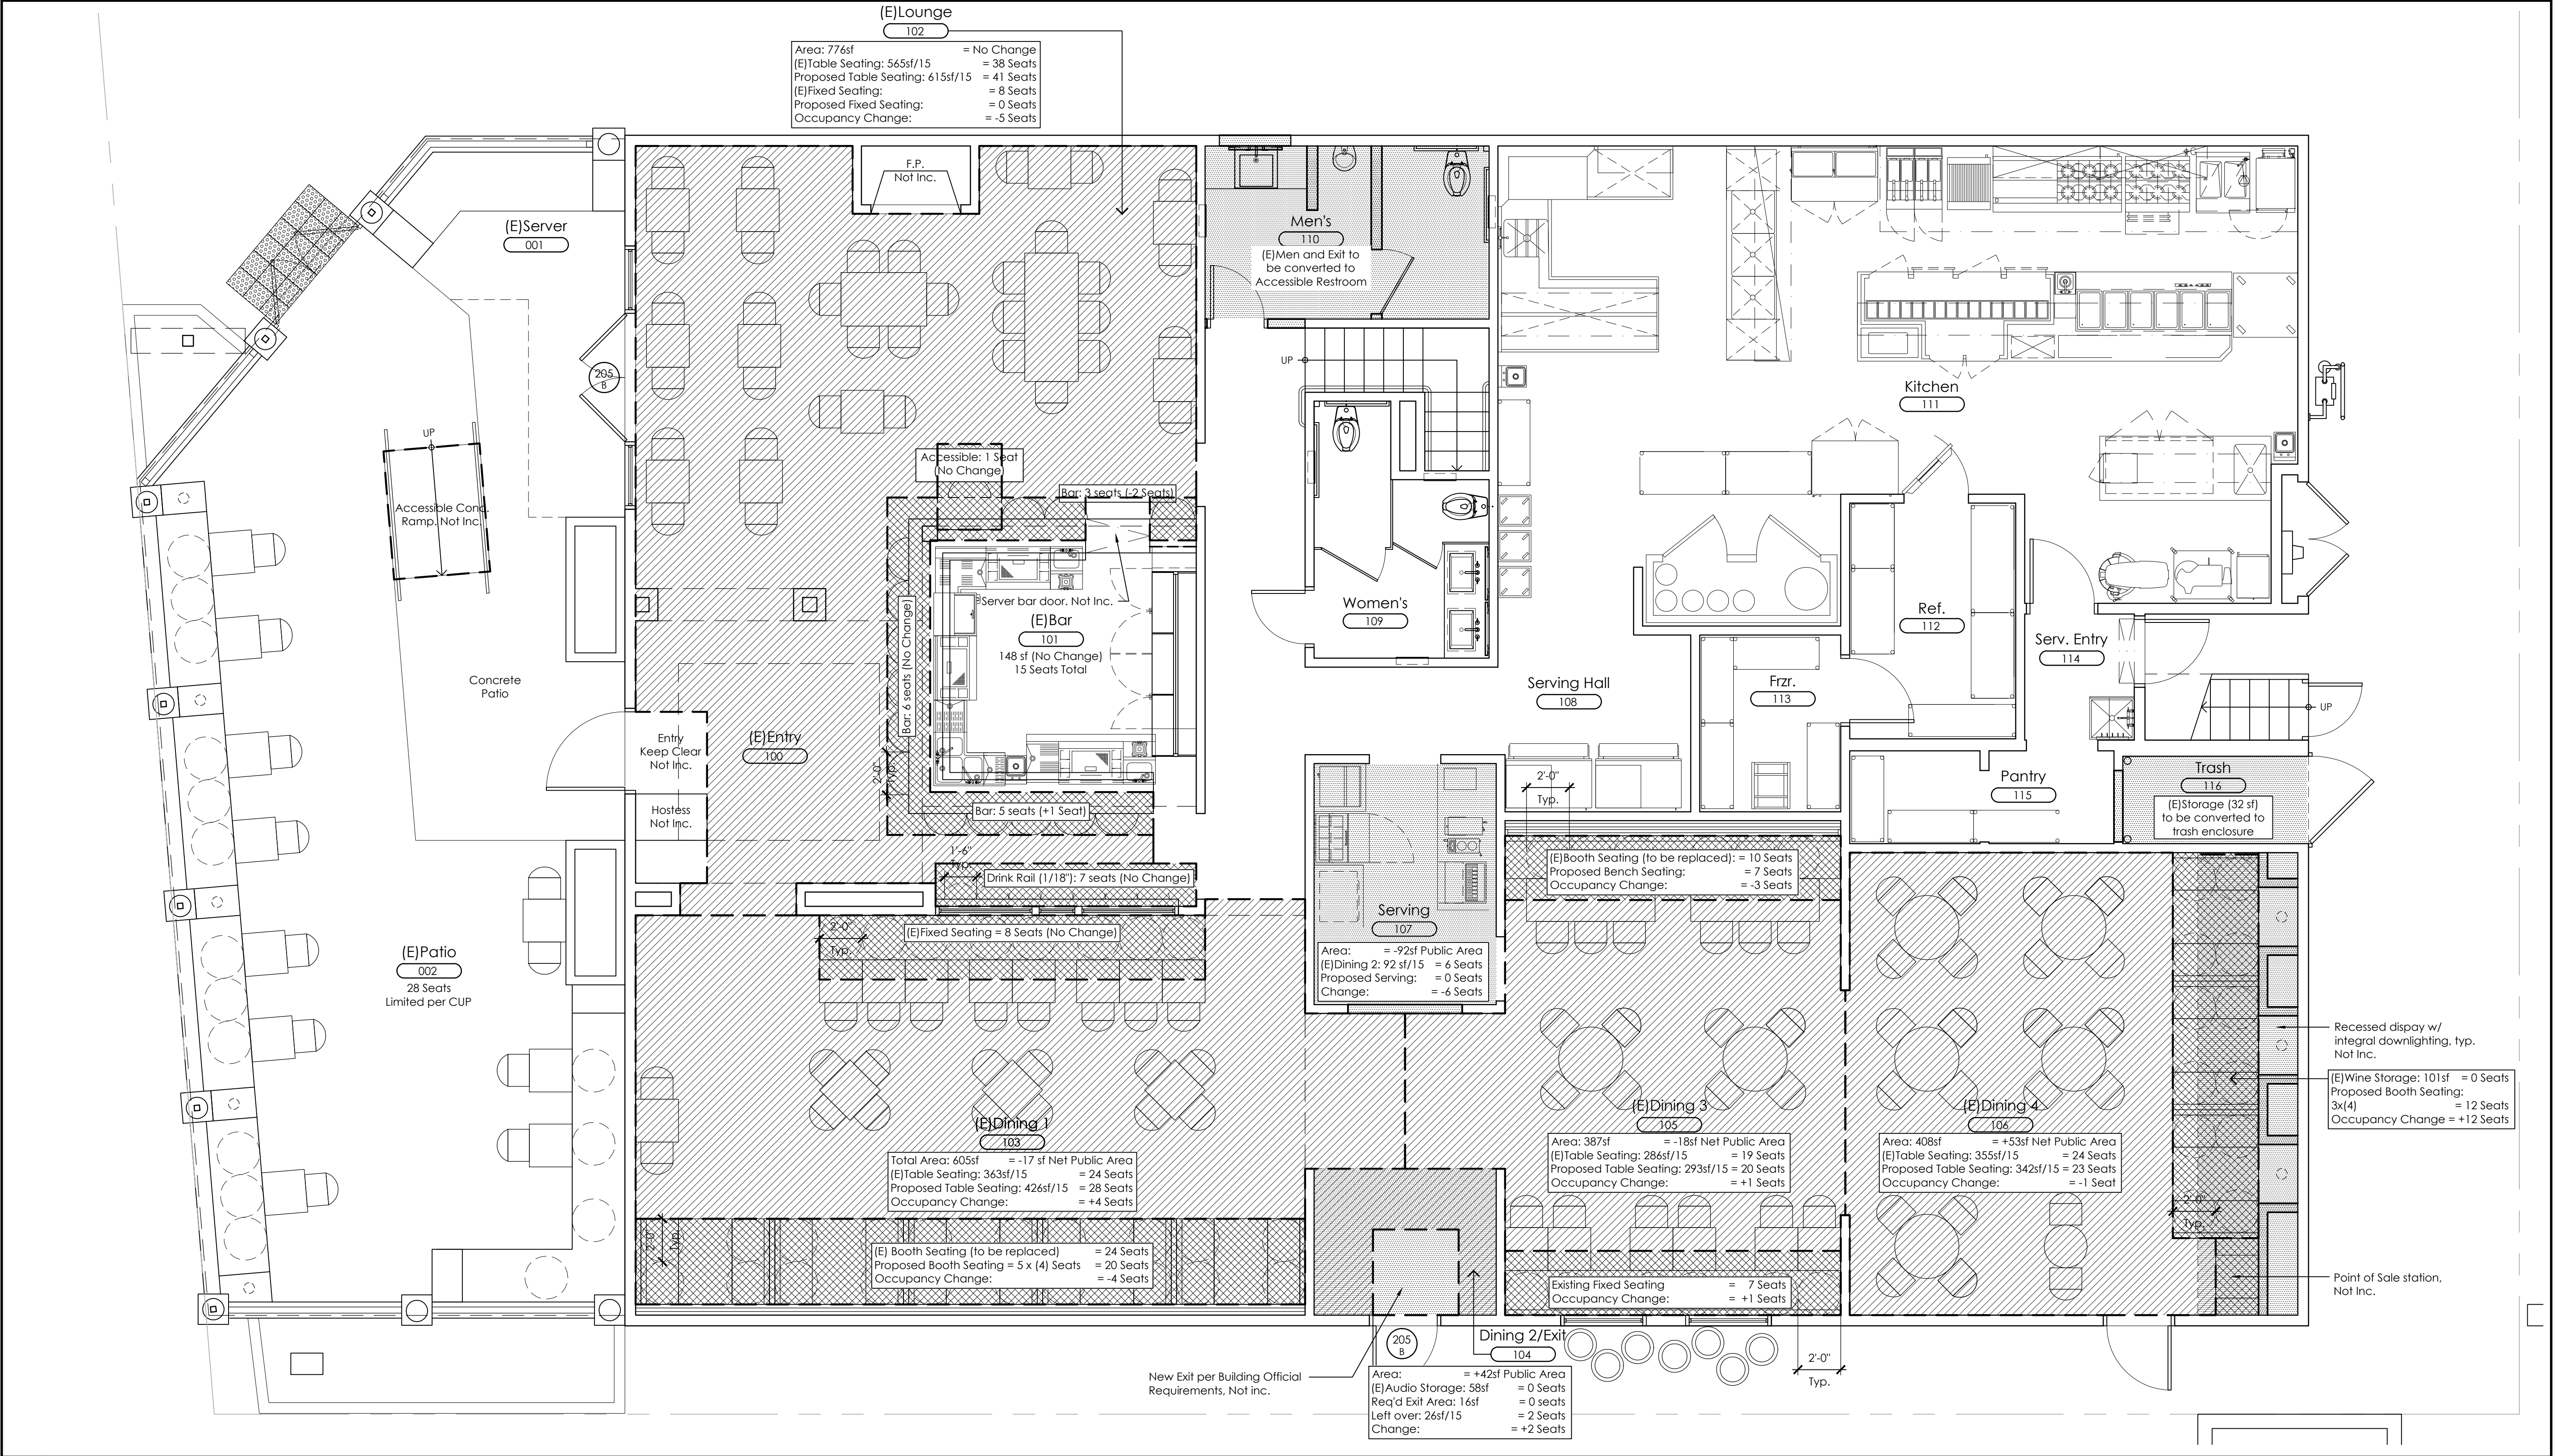 (E)Lounge
102
Area: 776sf = No Change
(E)Table Seating: 565sf/15 = 38 Seats
Proposed Table Seating: 615sf/15 = 41 Seats
(E)Fixed Seating: = 8 Seats
Proposed Fixed Seating: = 0 Seats
Occupancy Change: = -5 Seats
F.P.
Not Inc.
(E)Server
001
205
B
Men's
110
(E)Men and Exit to
be converted to
Accessible Restroom
UP
Kitchen
111
UP
Accessible Conc.
Ramp. Not Inc.
Accessible: 1 Seat
(No Change)
Bar: 3 seats (-2 Seats)
Server bar door. Not Inc.
(E)Bar
101
148 sf (No Change)
15 Seats Total
Bar: 6 seats (No Change)
Women's
109
Ref.
112
Serv. Entry
114
Concrete
Patio
Serving Hall
108
Frzr.
113
UP
Entry
Keep Clear
Not Inc.
(E)Entry
100
2'-0"
Typ.
Hostess
Not Inc.
Bar: 5 seats (+1 Seat)
2'-0"
Typ.
Pantry
115
Trash
116
(E)Storage (32 sf)
to be converted to
trash enclosure
1'-6"
Typ.
Drink Rail (1/18"): 7 seats (No Change)
(E)Booth Seating (to be replaced): = 10 Seats
Proposed Bench Seating: = 7 Seats
Occupancy Change: = -3 Seats
2'-0"
Typ.
(E)Fixed Seating = 8 Seats (No Change)
Serving
107
Area: = -92sf Public Area
(E)Dining 2: 92 sf/15 = 6 Seats
Proposed Serving: = 0 Seats
Change: = -6 Seats
(E)Patio
002
28 Seats
Limited per CUP
Recessed dispay w/
integral downlighting, typ.
Not Inc.
(E)Wine Storage: 101sf = 0 Seats
Proposed Booth Seating:
3x(4) = 12 Seats
Occupancy Change = +12 Seats
(E)Dining 1
103
Total Area: 605sf = -17 sf Net Public Area
(E)Table Seating: 363sf/15 = 24 Seats
Proposed Table Seating: 426sf/15 = 28 Seats
Occupancy Change: = +4 Seats
(E)Dining 3
105
Area: 387sf = -18sf Net Public Area
(E)Table Seating: 286sf/15 = 19 Seats
Proposed Table Seating: 293sf/15 = 20 Seats
Occupancy Change: = +1 Seats
(E)Dining 4
106
Area: 408sf = +53sf Net Public Area
(E)Table Seating: 355sf/15 = 24 Seats
Proposed Table Seating: 342sf/15 = 23 Seats
Occupancy Change: = -1 Seat
2'-0"
Typ.
2'-0"
Typ.
(E) Booth Seating (to be replaced) = 24 Seats
Proposed Booth Seating = 5 x (4) Seats = 20 Seats
Occupancy Change: = -4 Seats
Existing Fixed Seating = 7 Seats
Occupancy Change: = +1 Seats
Point of Sale station,
Not Inc.
205
B
Dining 2/Exit
104
2'-0"
Typ.
New Exit per Building Official
Requirements, Not inc.
Area: = +42sf Public Area
(E)Audio Storage: 58sf = 0 Seats
Req'd Exit Area: 16sf = 0 seats
Left over: 26sf/15 = 2 Seats
Change: = +2 Seats